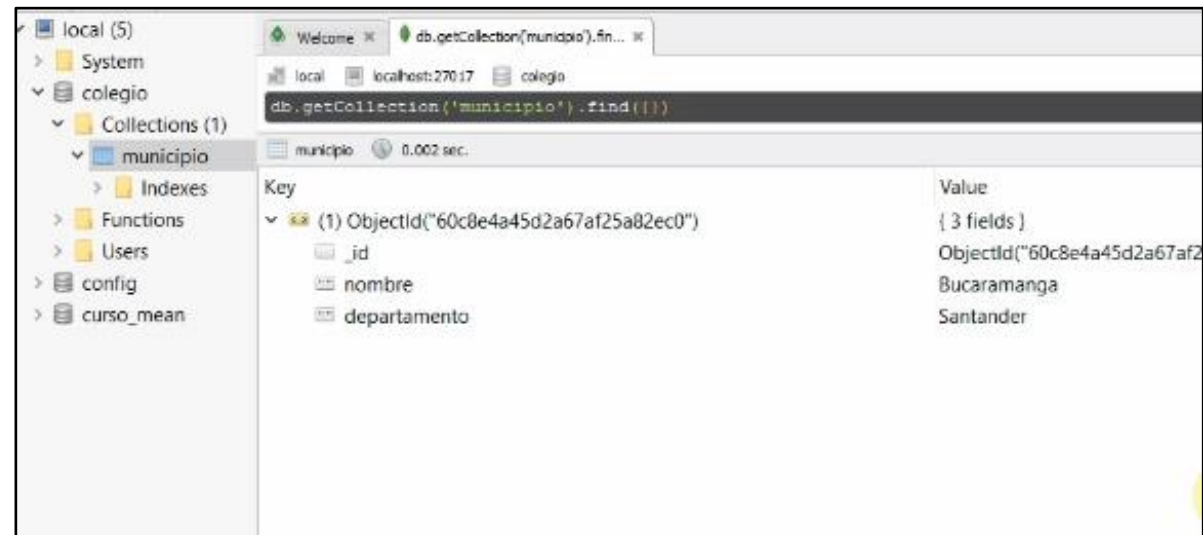 local (5)
System
colegio
Collections (1)
municipio
Indexes
Functions
Users
config
curso_mean
Welcome
db.getCollection('municipio').fin...
local localhost:27017 colegio
db.getCollection('municipio').find({})
municipio 0.002 sec.
Key Value
(1) ObjectId("60c8e4a45d2a67af25a82ec0") { 3 fields }
_id ObjectId("60c8e4a45d2a67af2
nombre Bucaramanga
departamento Santander